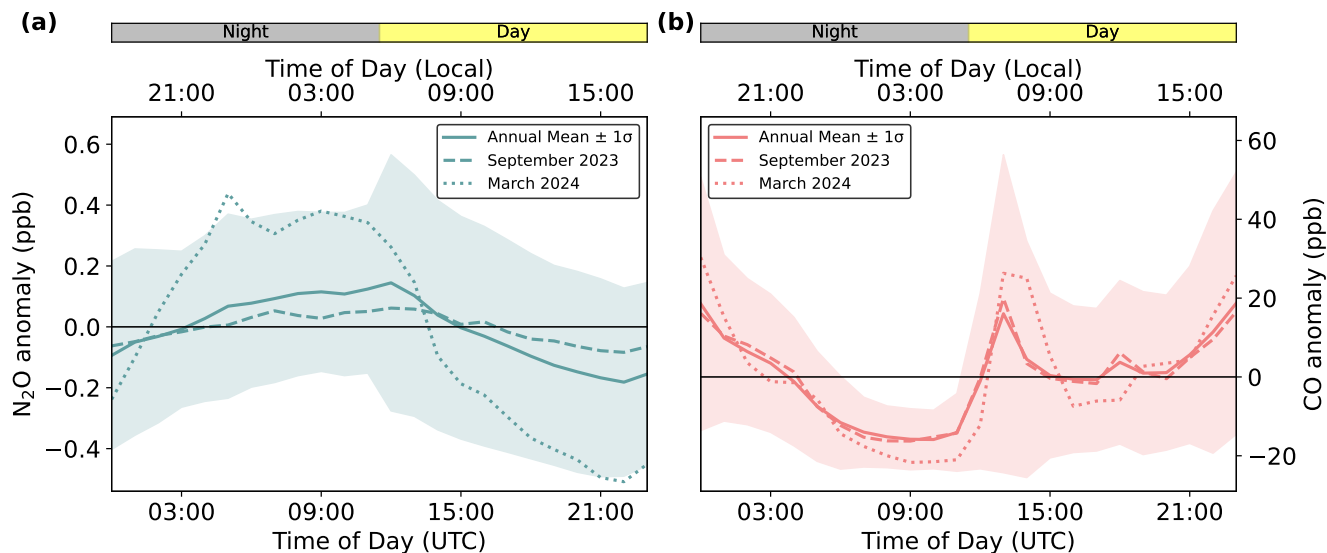 (a)
Night
Day
Time of Day (Local)
21:00
03:00
09:00
15:00
N₂O anomaly (ppb)
0.6
0.4
0.2
0.0
−0.2
−0.4
Annual Mean ± 1σ
September 2023
March 2024
03:00
09:00
15:00
21:00
Time of Day (UTC)
(b)
Night
Day
Time of Day (Local)
21:00
03:00
09:00
15:00
Annual Mean ± 1σ
September 2023
March 2024
60
40
20
0
−20
CO anomaly (ppb)
03:00
09:00
15:00
21:00
Time of Day (UTC)